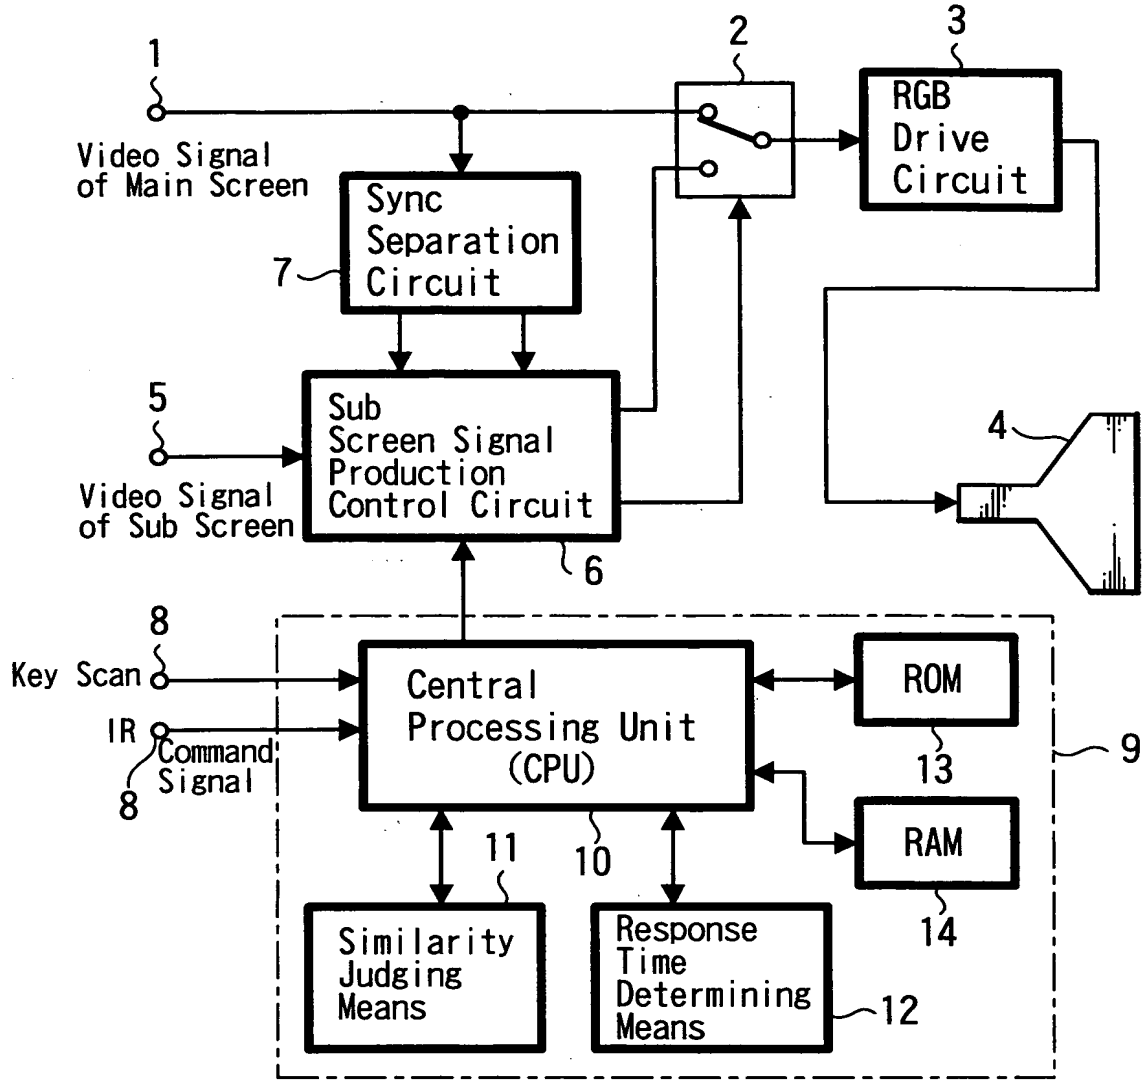 1
2
3
RGB
Drive
Circuit
Video Signal
of Main Screen
Sync
Separation
Circuit
7
5
Video Signal
of Sub Screen
Sub
Screen Signal
Production
Control Circuit
6
4
8
Key Scan
IR
Command
Signal
8
Central
Processing Unit
(CPU)
10
ROM
13
9
RAM
14
11
Similarity
Judging
Means
Response
Time
Determining
Means
12